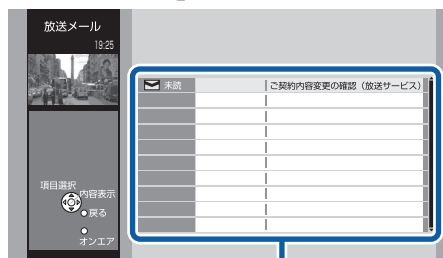 放送メール
19:25
未読
ご契約内容変更の確認（放送サービス）
項目選択
内容表示
戻る
オンエア